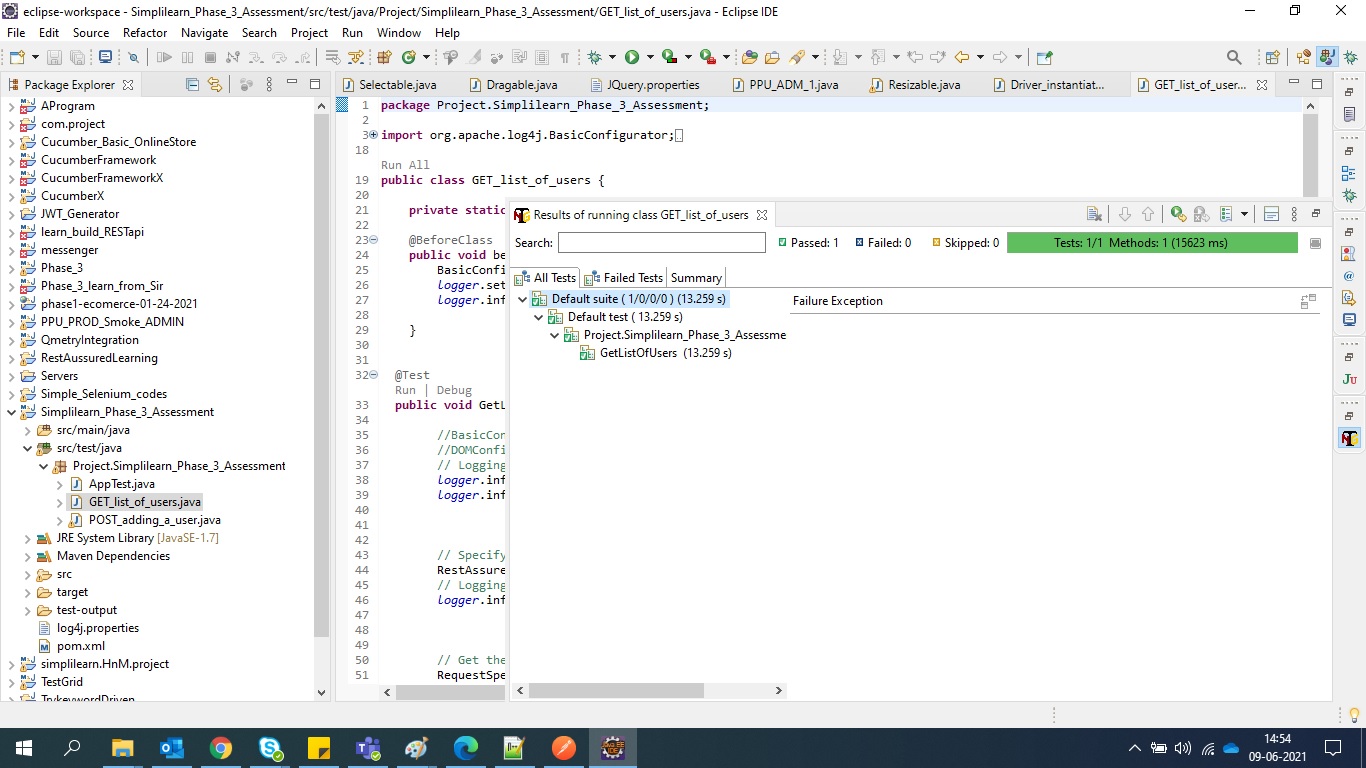 eclipse-workspace - Simplilearn_Phase_3_Assessment/src/test/java/Project/Simplilearn_Phase_3_Assessment/GET_list_of_users.java - Eclipse IDE
File Edit Source Refactor Navigate Search Project Run Window Help
Package Explorer
AProgram
com.project
Cucumber_Basic_OnlineStore
CucumberFramework
CucumberFrameworkX
CucumberX
JWT_Generator
learn_build_RESTapi
messenger
Phase_3
Phase_3_learn_from_Sir
phase1-ecomerce-01-24-2021
PPU_PROD_Smoke_ADMIN
QmetryIntegration
RestAussuredLearning
Servers
Simple_Selenium_codes
Simplilearn_Phase_3_Assessment
src/main/java
src/test/java
Project.Simplilearn_Phase_3_Assessment
AppTest.java
GET_list_of_users.java
POST_adding_a_user.java
JRE System Library [JavaSE-1.7]
Maven Dependencies
src
target
test-output
log4j.properties
pom.xml
simplilearn.HnM.project
TestGrid
TrykeywordDriven
Selectable.java Dragable.java JQuery.properties PPU_ADM_1.java Resizable.java Driver_instantiat... GET_list_of_user...
1 package Project.Simplilearn_Phase_3_Assessment;
2
3 import org.apache.log4j.BasicConfigurator;
18
Run All
19 public class GET_list_of_users {
20
21 private static
22
23 @BeforeClass
24 public void be
25 BasicConfi
26 logger.set
27 logger.inf
28
29 }
30
31
32 @Test
Run | Debug
33 public void GetL
34
35 //BasicCon
36 //DOMConfi
37 // Logging
38 logger.inf
39 logger.inf
40
41
42
43 // Specify
44 RestAssure
45 // Logging
46 logger.inf
47
48
49
50 // Get the
51 RequestSpe
Results of running class GET_list_of_users
Search: Passed: 1 Failed: 0 Skipped: 0 Tests: 1/1 Methods: 1 (15623 ms)
All Tests Failed Tests Summary
Default suite ( 1/0/0/0 ) (13.259 s)
Default test ( 13.259 s)
Project.Simplilearn_Phase_3_Assessme
GetListOfUsers (13.259 s)
Failure Exception
14:54
09-06-2021